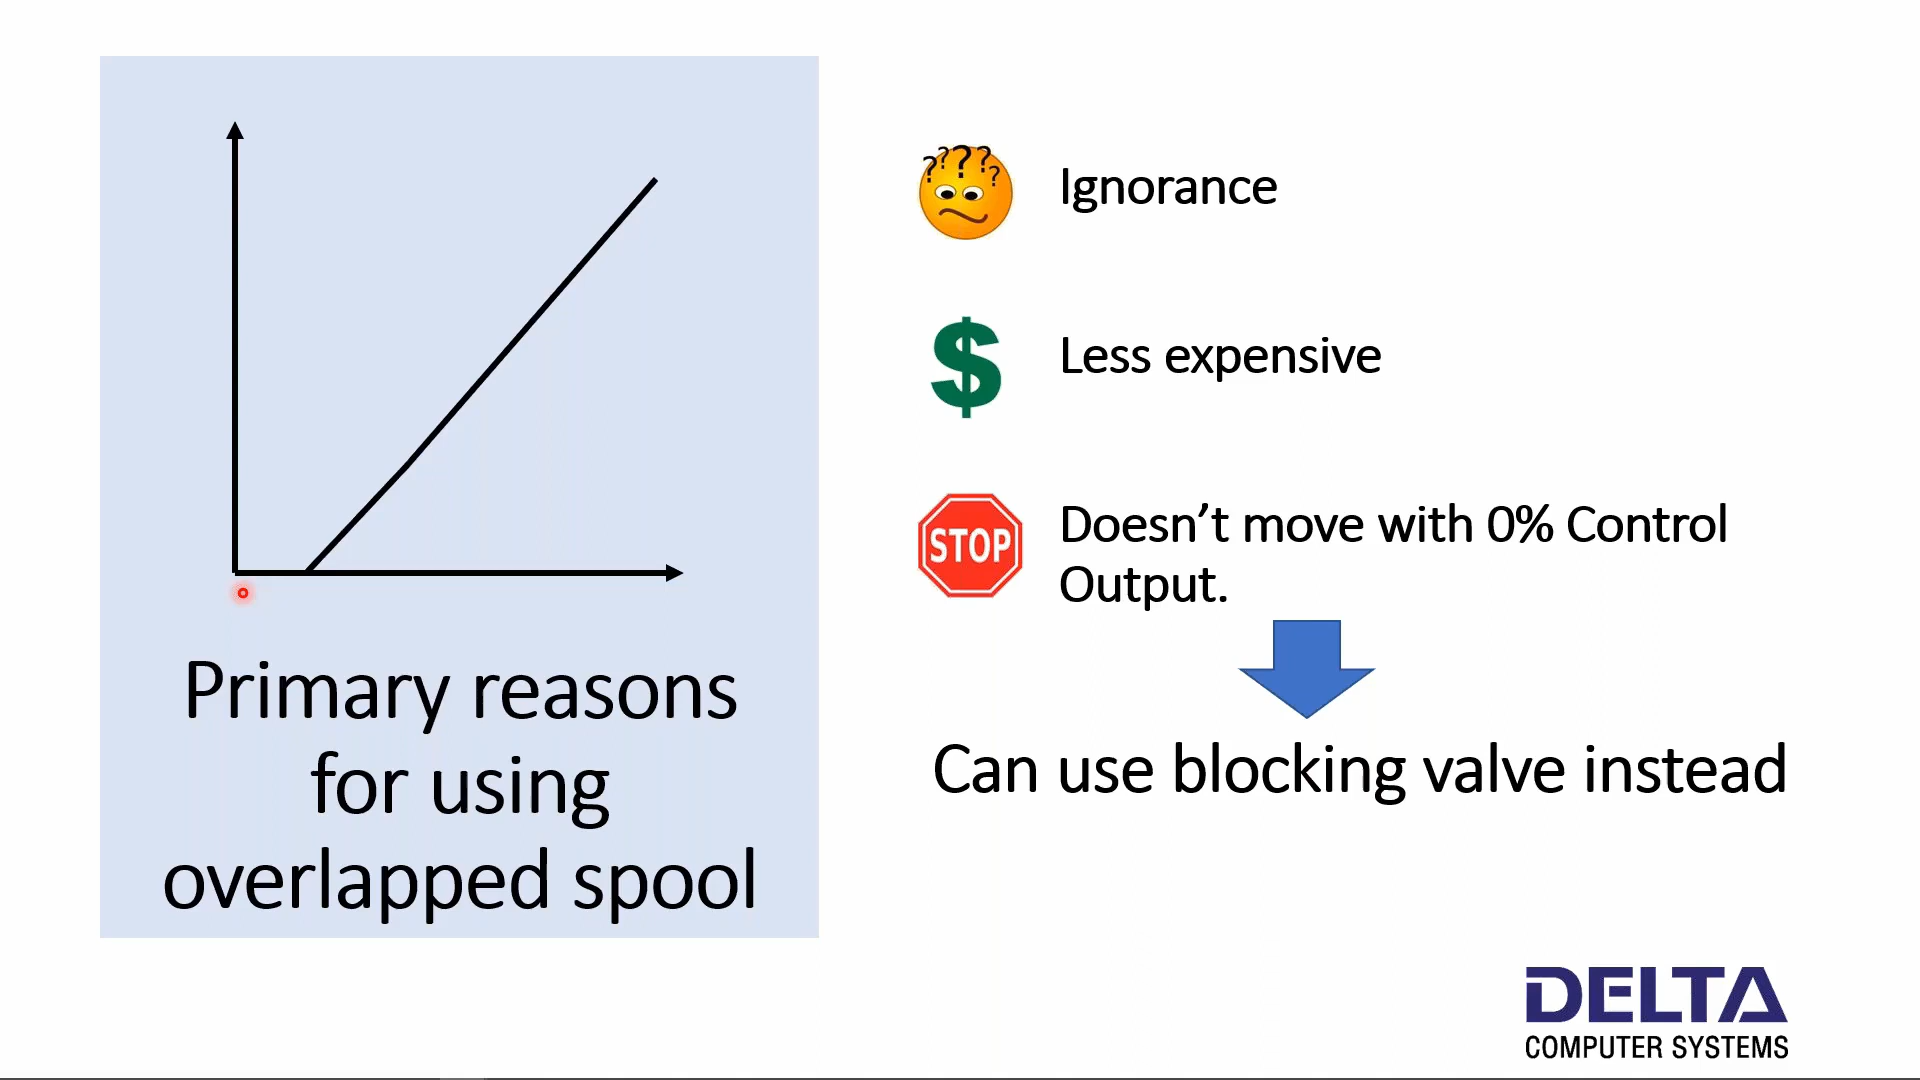 Primary reasons
for using
overlapped spool
? ? ? ? ?
Ignorance
$
Less expensive
STOP
Doesn’t move with 0% Control
Output.
Can use blocking valve instead
DELTA
COMPUTER SYSTEMS